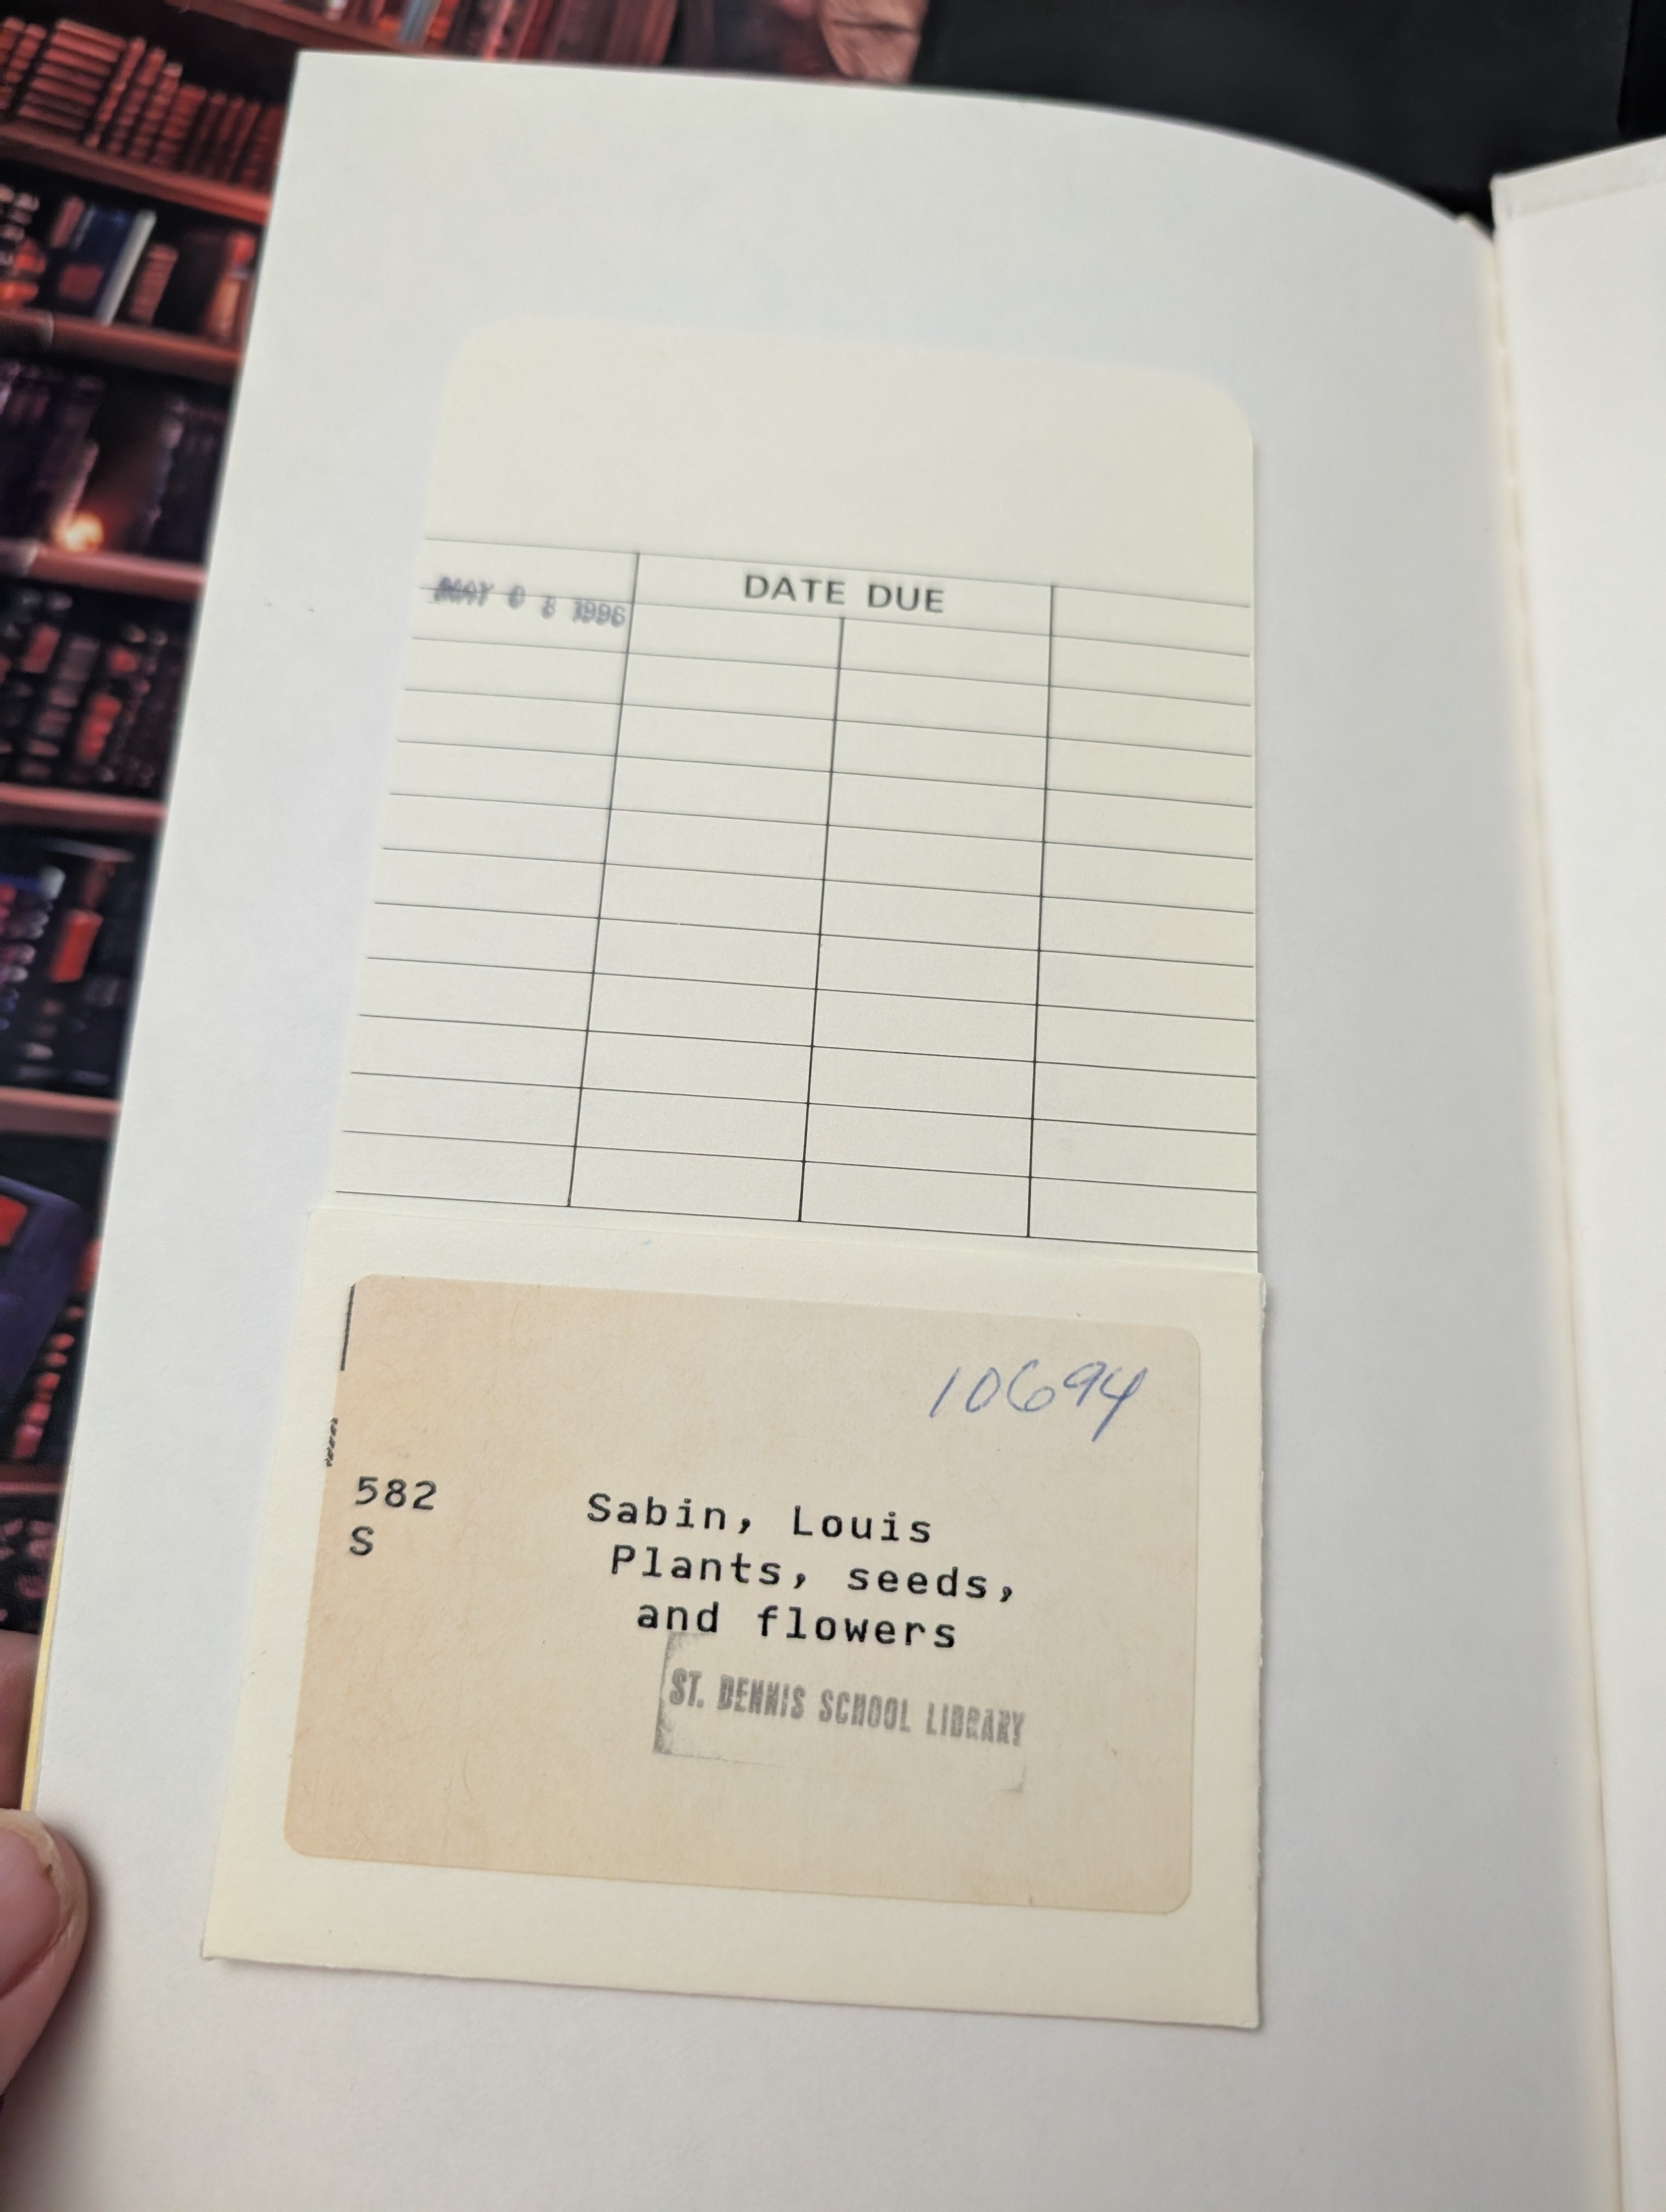 DATE DUE
MAY 0 8 1996
10694
582
S
Sabin, Louis
Plants, seeds,
and flowers
ST. DENNIS SCHOOL LIBRARY